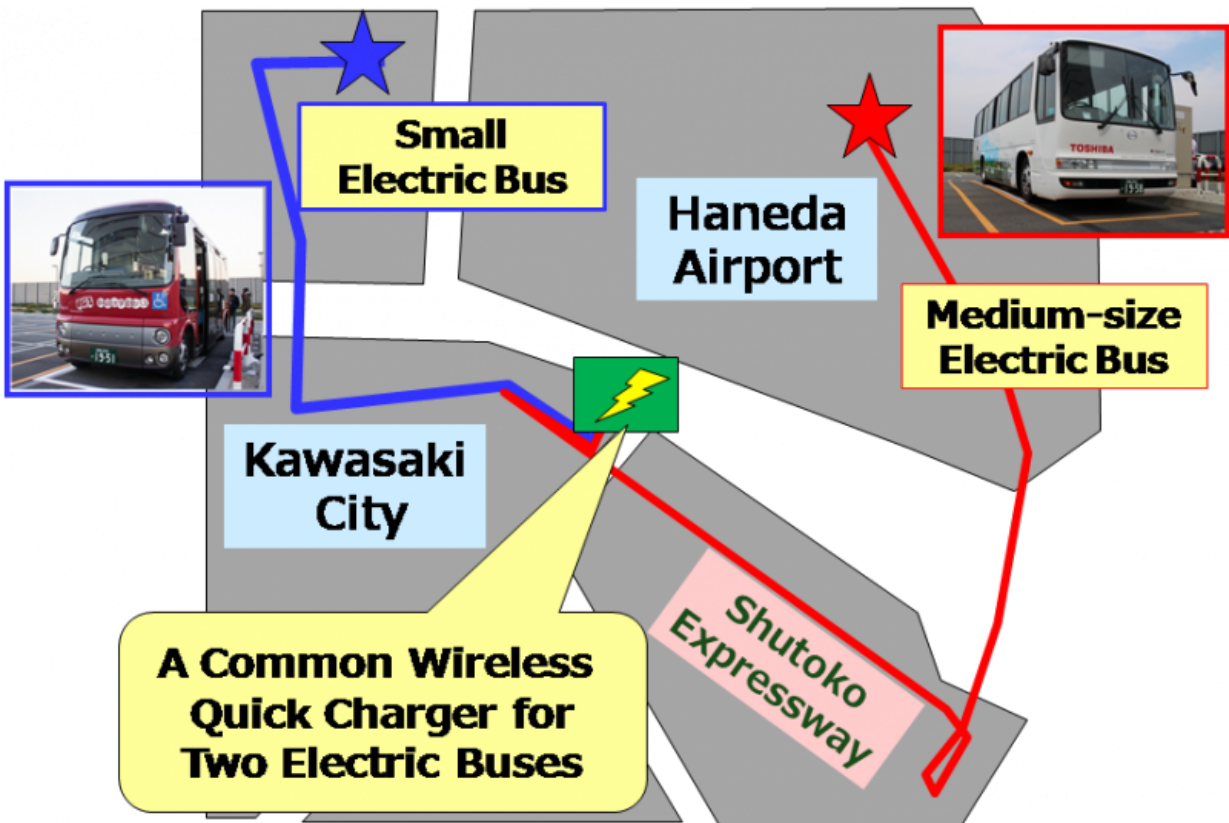 Small
Electric Bus
Haneda
Airport
TOSHIBA
Medium-size
Electric Bus
Kawasaki
City
Shutoko
Expressway
A Common Wireless
Quick Charger for
Two Electric Buses